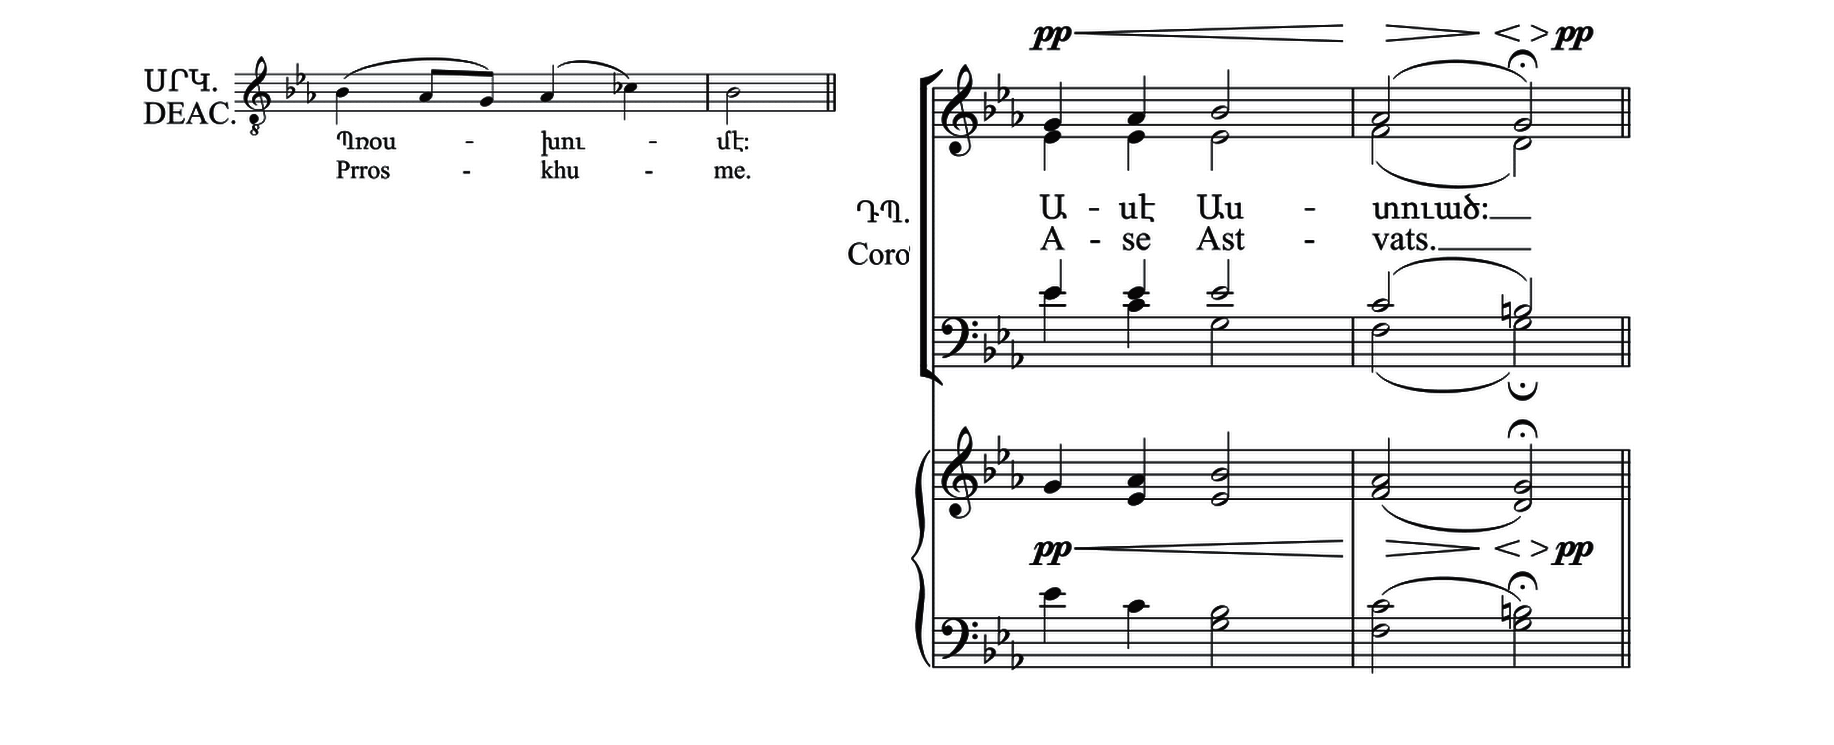 ՍՐԿ.
DEAC.
Պռոս - խու - մէ:
Prros - khu - me.
pp pp
ԴՊ.
Coro
Ա - սէ Աս - տուած:
A - se Ast - vats.
pp pp